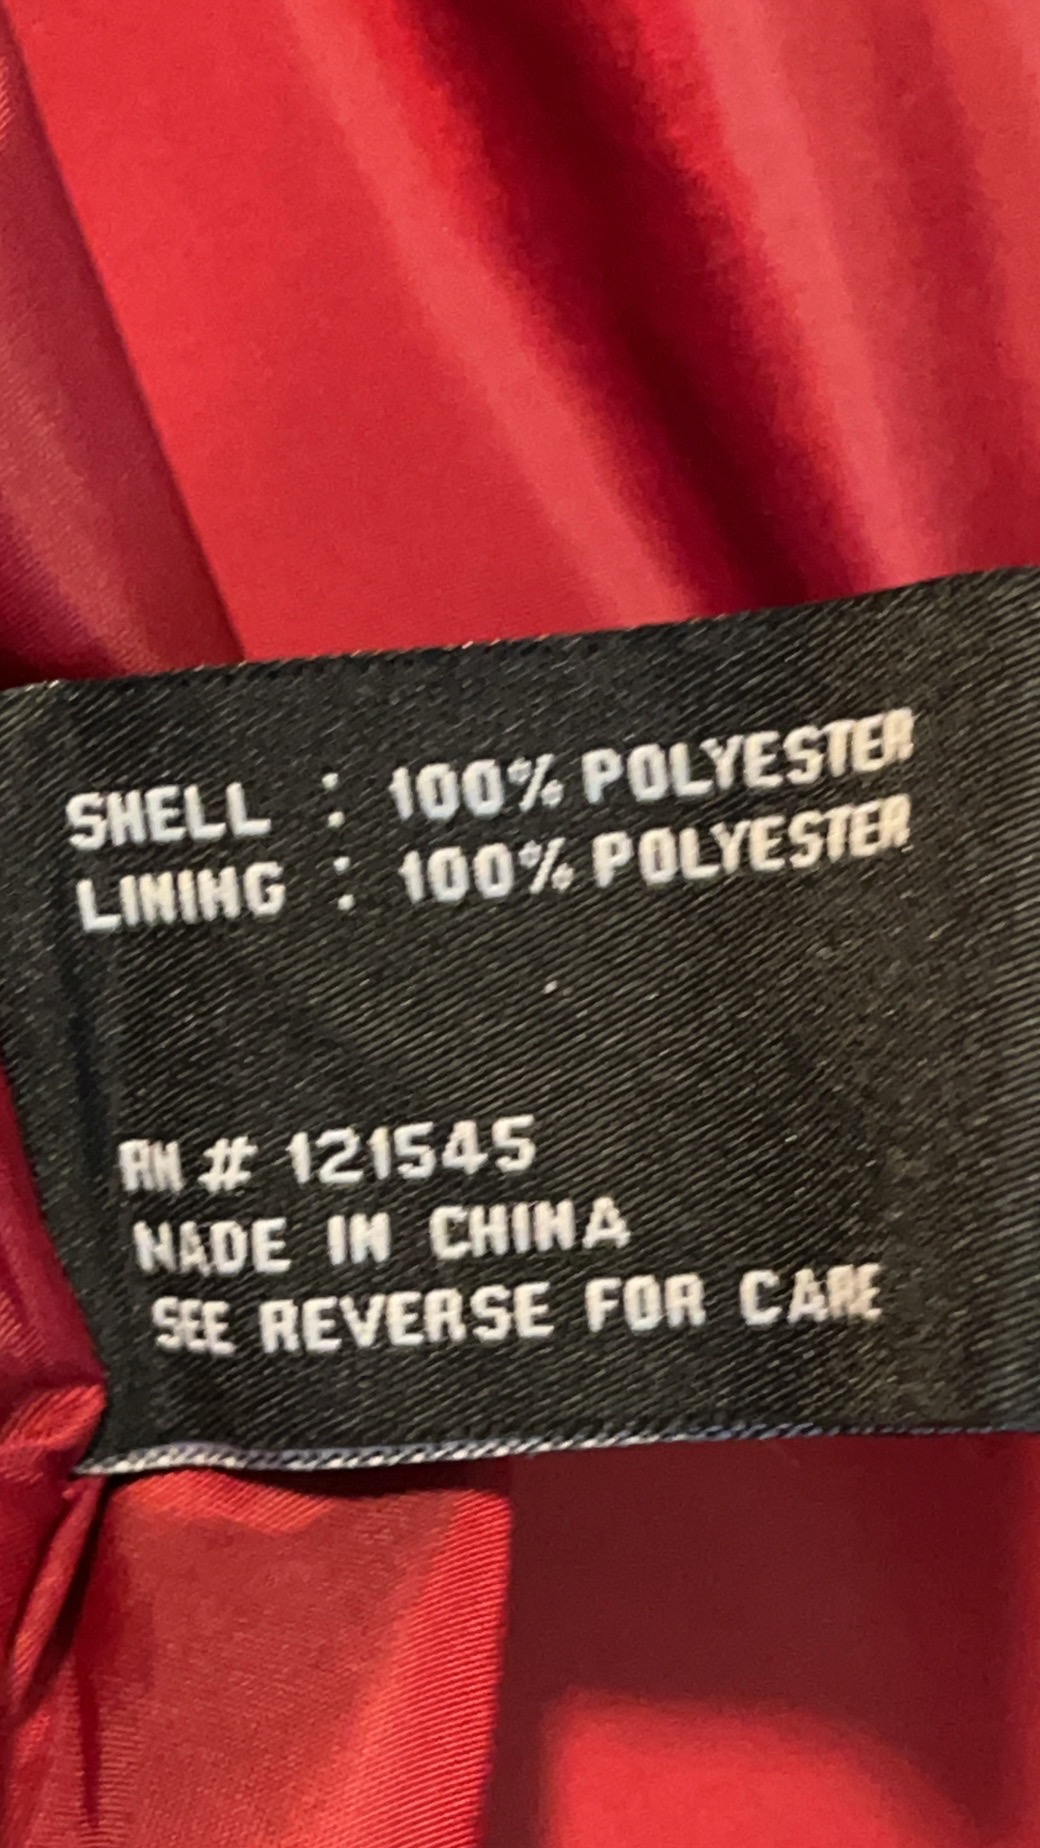 SHELL : 100% POLYESTER
LINING : 100% POLYESTER
RN # 121545
MADE IN CHINA
SEE REVERSE FOR CARE